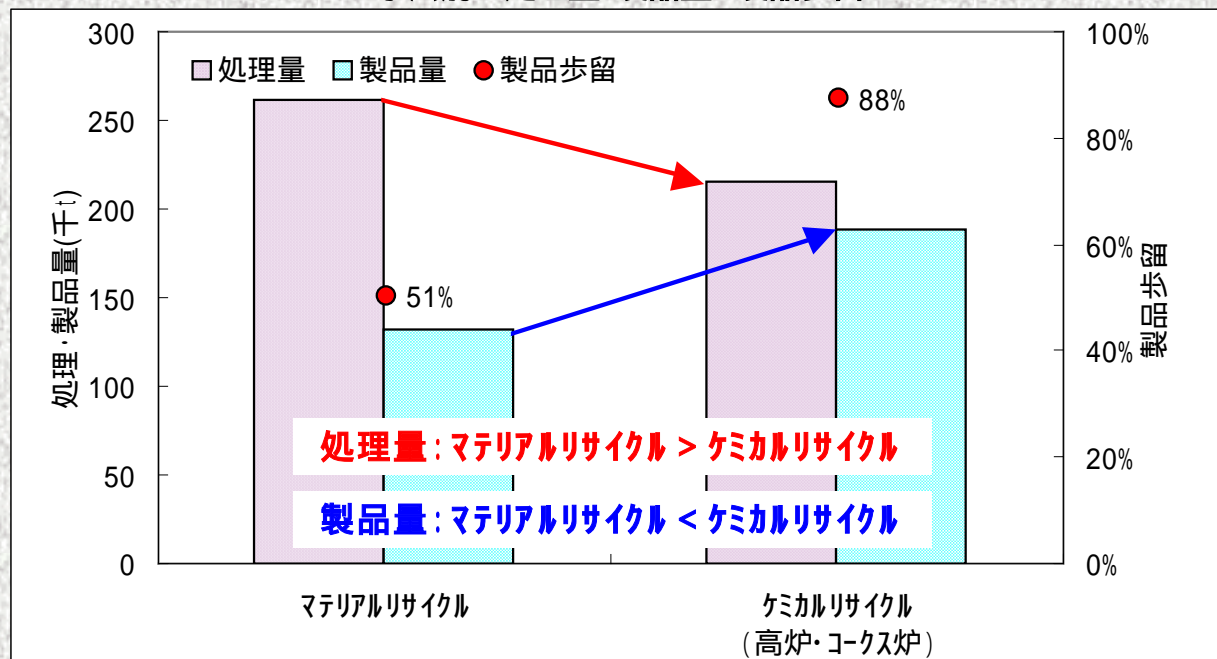 300
250
200
150
100
50
0
処理・製品量(千t)
処理量 製品量 製品歩留
51%
88%
100%
80%
60%
40%
20%
0%
製品歩留
処理量:マテリアルリサイクル > ケミカルリサイクル
製品量:マテリアルリサイクル < ケミカルリサイクル
マテリアルリサイクル
ケミカルリサイクル
(高炉・コークス炉)